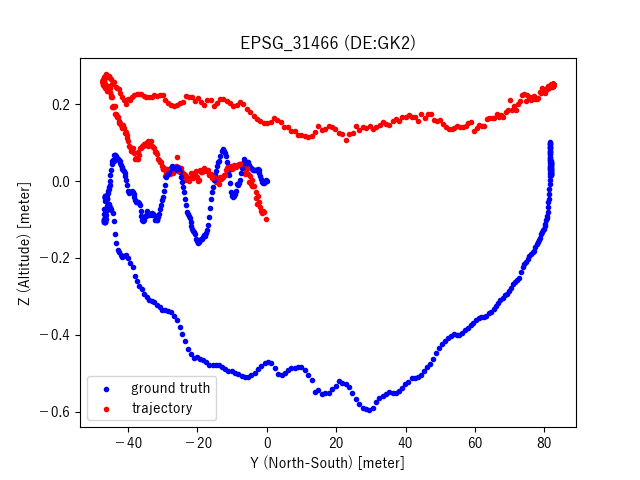 EPSG_31466 (DE:GK2)
Z (Altitude) [meter]
0.2
0.0
−0.2
−0.4
−0.6
ground truth
trajectory
−40 −20 0 20 40 60 80
Y (North-South) [meter]